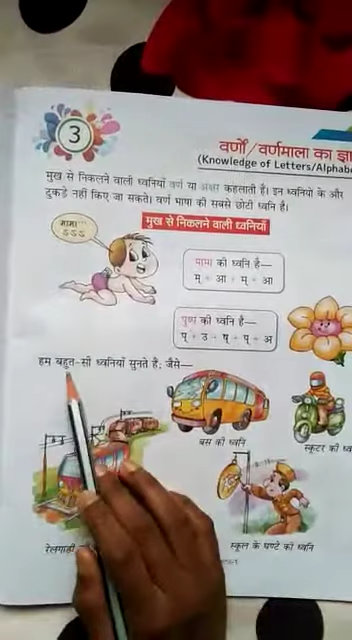 3
वर्णों/वर्णमाला का
(Knowledge of Letters/Alphabe
मुख से निकलने वाली ध्वनियाँ वर्ण या अक्षर कहलाती हैं। इन ध्वनियों के और
टुकड़े नहीं किए जा सकते। वर्ण भाषा की सबसे छोटी ध्वनि है।
मुख से निकलने वाली ध्वनियाँ
मामा
ऽ ऽ ऽ
मामा की ध्वनि है—
म् + आ + म् + आ
पुष्प की ध्वनि है—
प् + उ + ष् + प् + अ
हम बहुत-सी ध्वनियाँ सुनते हैं; जैसे—
बस की ध्वनि
स्कूटर की
रेलगाड़ी
स्कूल के घण्टे की ध्वनि